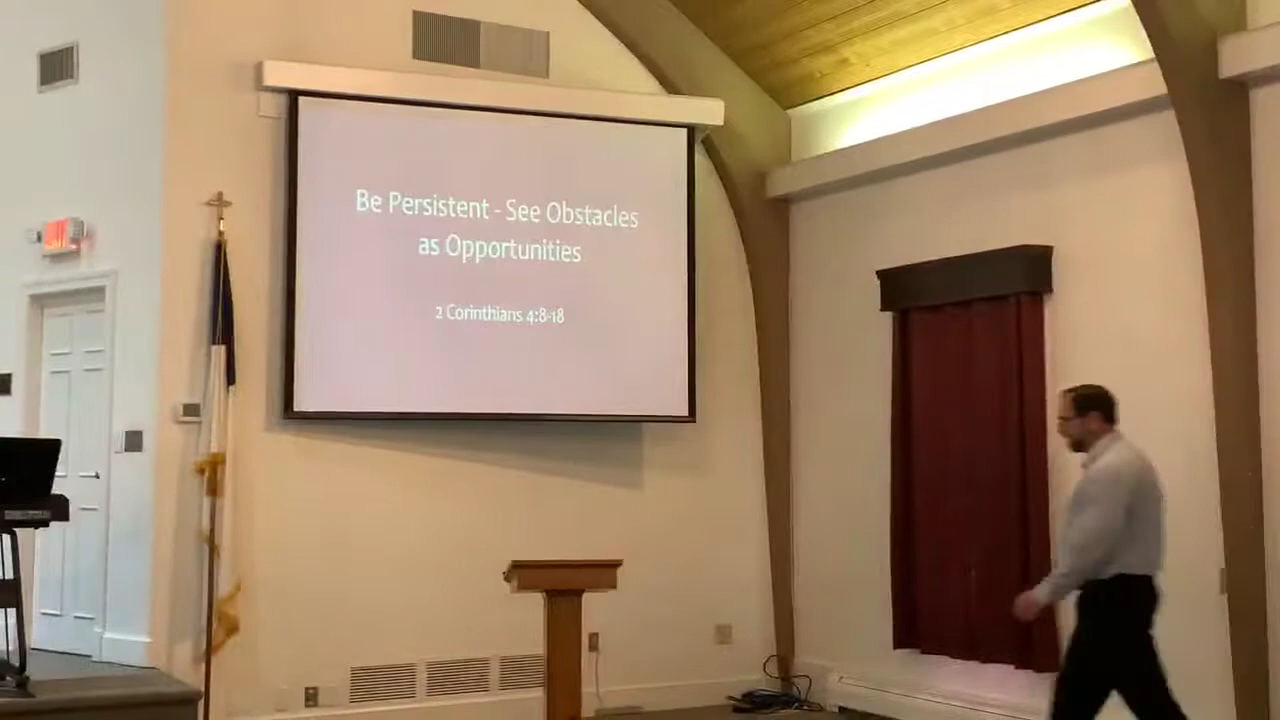 Be Persistent - See Obstacles
as Opportunities
2 Corinthians 4:8-18